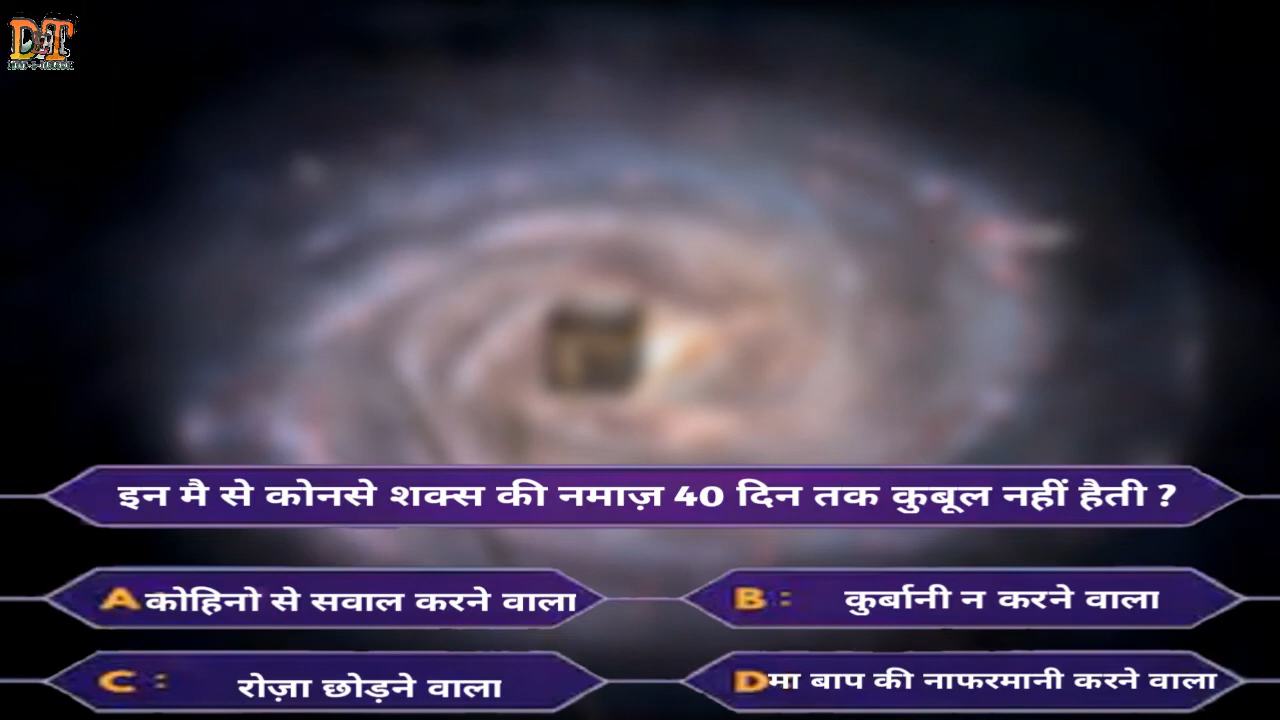 DT
इन मै से कोनसे शक्स की नमाज़ 40 दिन तक कुबूल नहीं हैती ?
A कोहिनो से सवाल करने वाला
B : कुर्बानी न करने वाला
C : रोज़ा छोड़ने वाला
D मा बाप की नाफरमानी करने वाला